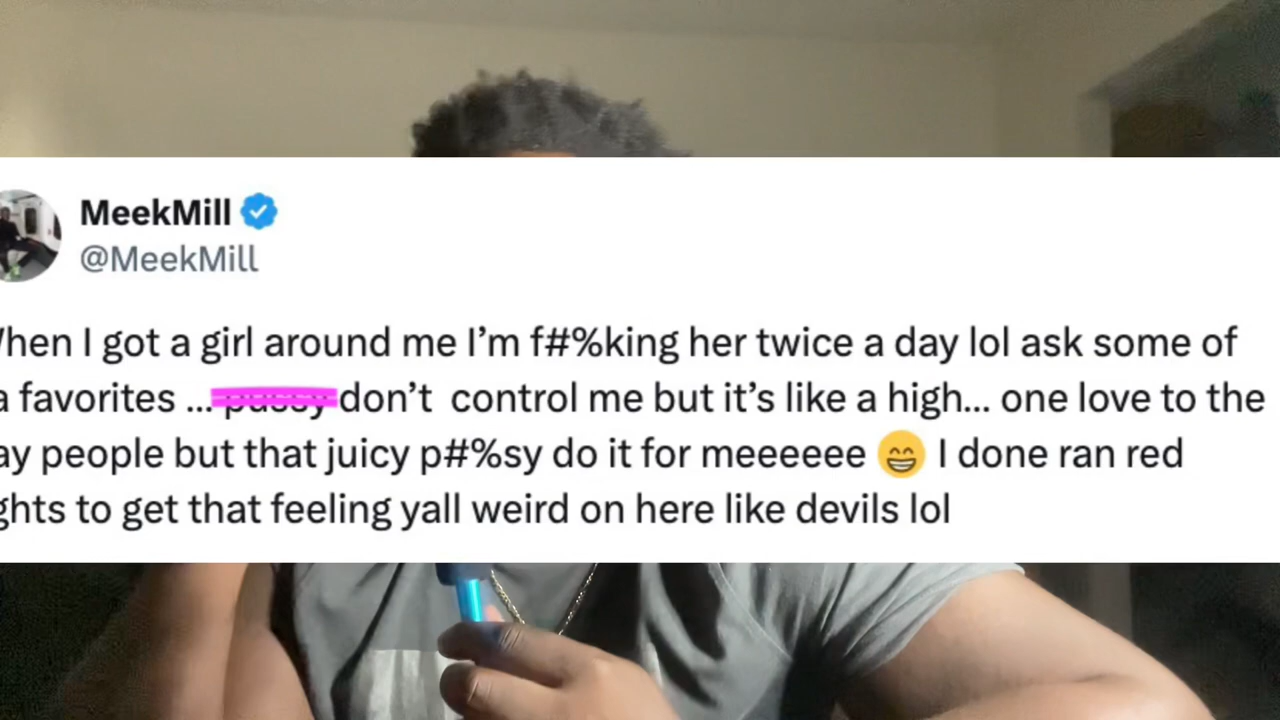 MeekMill
@MeekMill
When I got a girl around me I’m f#%king her twice a day lol ask some of
a favorites ... pussy don’t control me but it’s like a high... one love to the
ay people but that juicy p#%sy do it for meeeeee 😁 I done ran red
ghts to get that feeling yall weird on here like devils lol